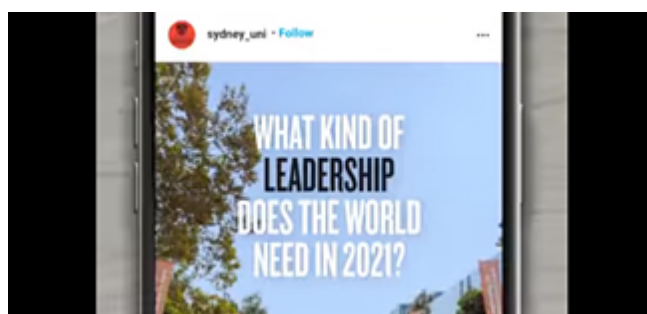 sydney_uni • Follow
WHAT KIND OF
LEADERSHIP
DOES THE WORLD
NEED IN 2021?